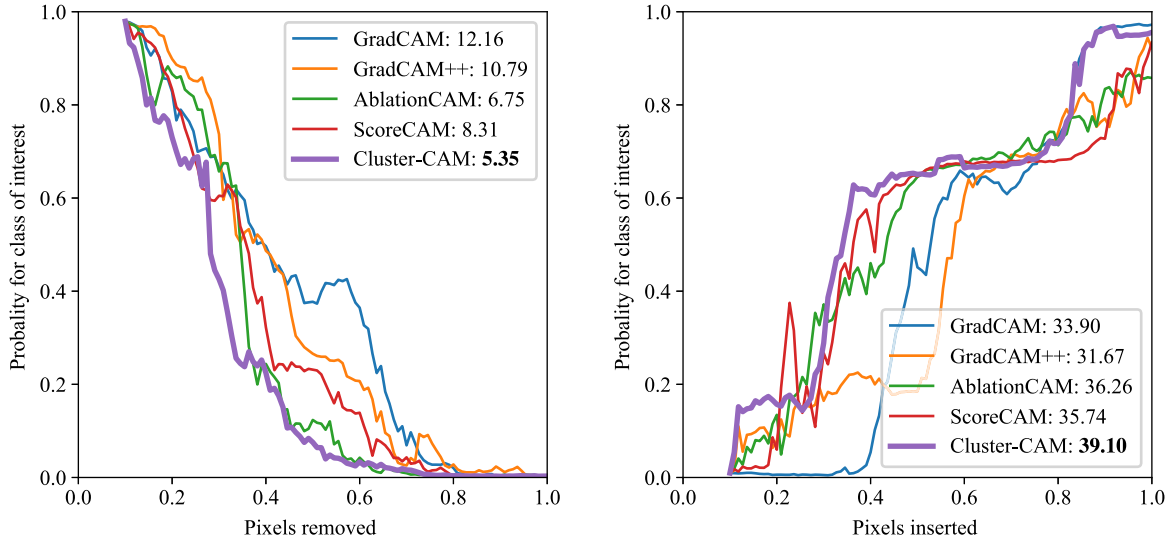 1.0
0.8
0.6
0.4
0.2
0.0
Probality for class of interest
0.0 0.2 0.4 0.6 0.8 1.0
Pixels removed
GradCAM: 12.16
GradCAM++: 10.79
AblationCAM: 6.75
ScoreCAM: 8.31
Cluster-CAM: 5.35
1.0
0.8
0.6
0.4
0.2
0.0
Probality for class of interest
0.0 0.2 0.4 0.6 0.8 1.0
Pixels inserted
GradCAM: 33.90
GradCAM++: 31.67
AblationCAM: 36.26
ScoreCAM: 35.74
Cluster-CAM: 39.10